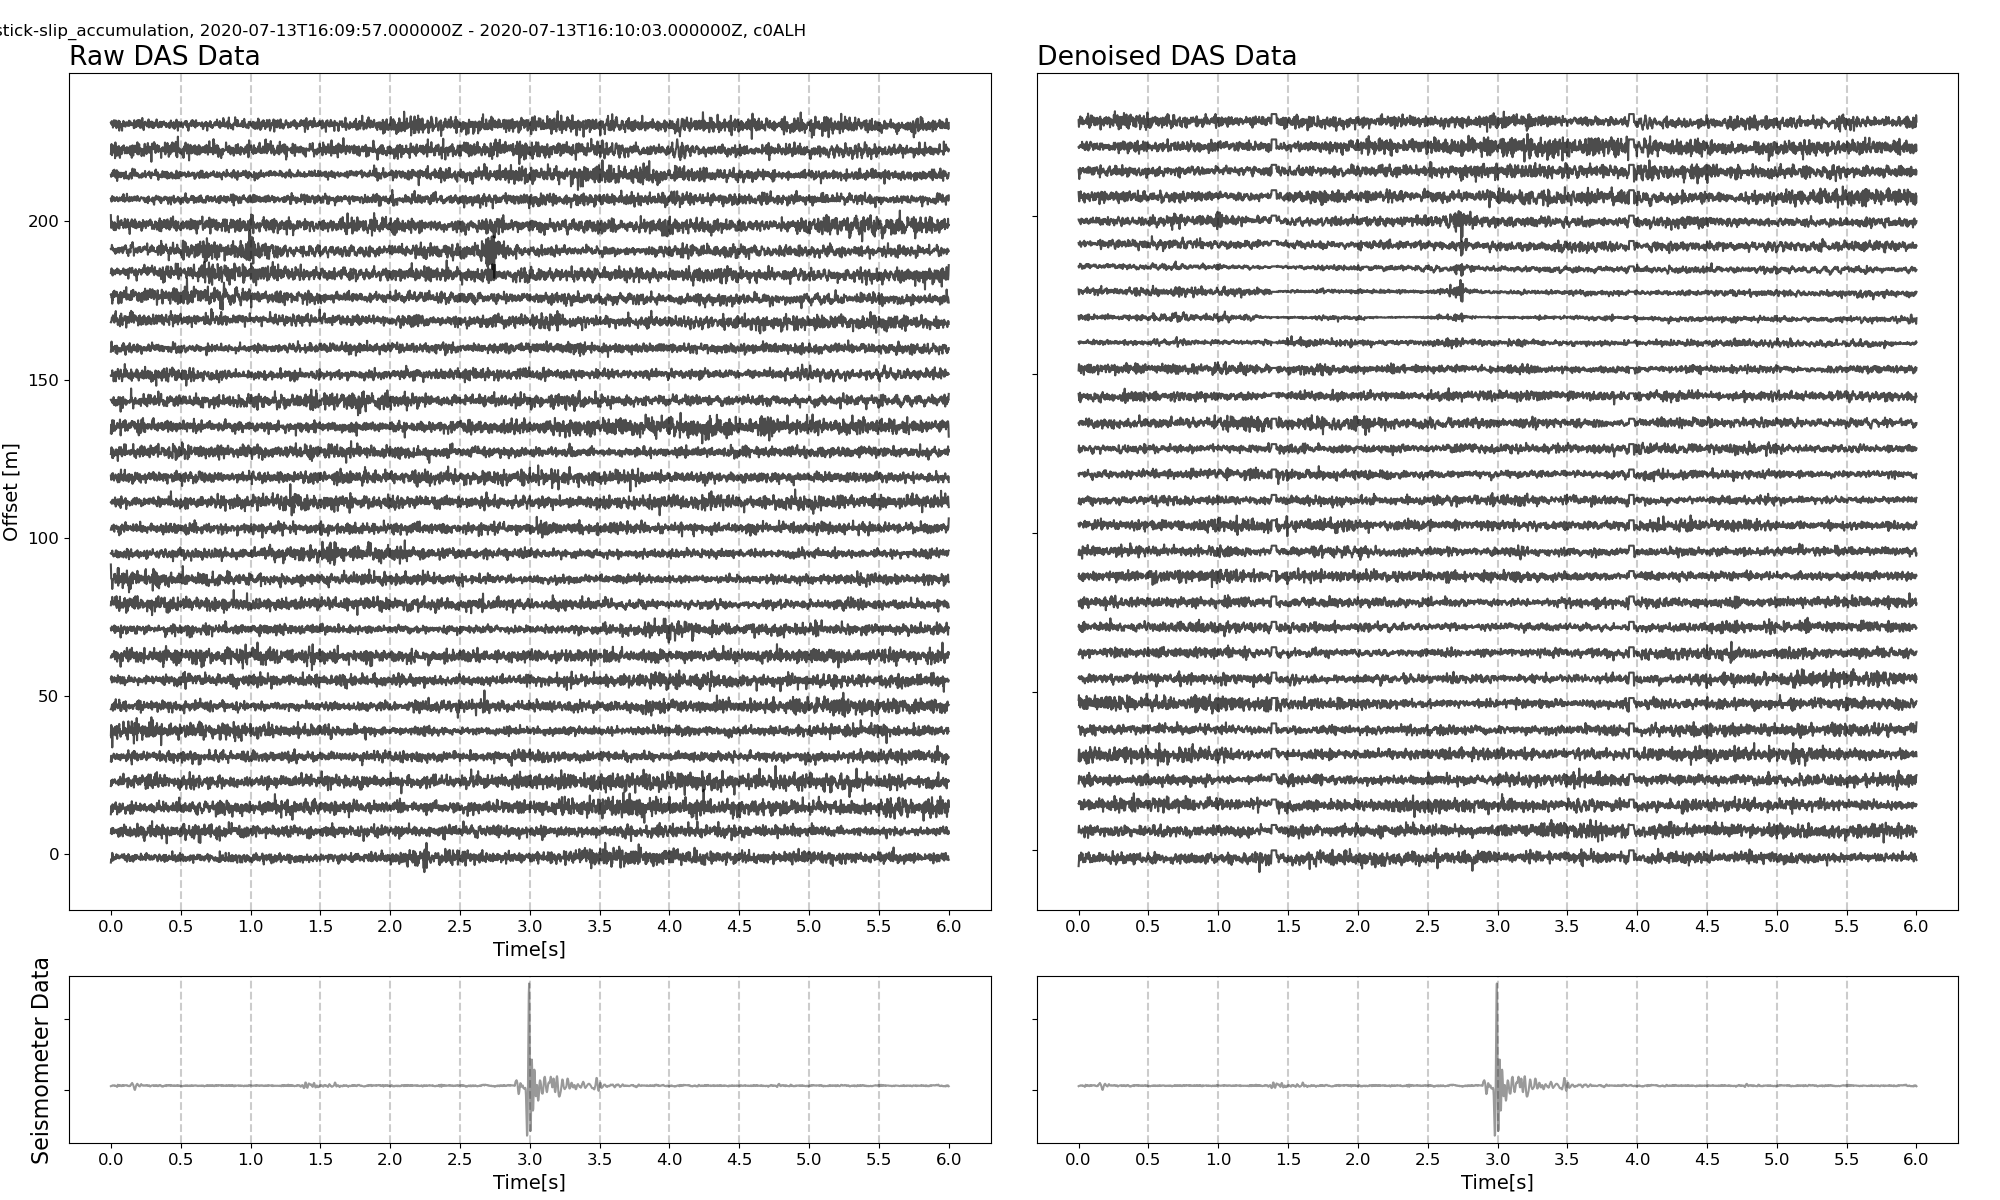 stick-slip_accumulation, 2020-07-13T16:09:57.000000Z - 2020-07-13T16:10:03.000000Z, c0ALH
Raw DAS Data
Denoised DAS Data
Offset [m]
200
150
100
50
0
0.0 0.5 1.0 1.5 2.0 2.5 3.0 3.5 4.0 4.5 5.0 5.5 6.0
Time[s]
0.0 0.5 1.0 1.5 2.0 2.5 3.0 3.5 4.0 4.5 5.0 5.5 6.0
Seismometer Data
0.0 0.5 1.0 1.5 2.0 2.5 3.0 3.5 4.0 4.5 5.0 5.5 6.0
Time[s]
0.0 0.5 1.0 1.5 2.0 2.5 3.0 3.5 4.0 4.5 5.0 5.5 6.0
Time[s]